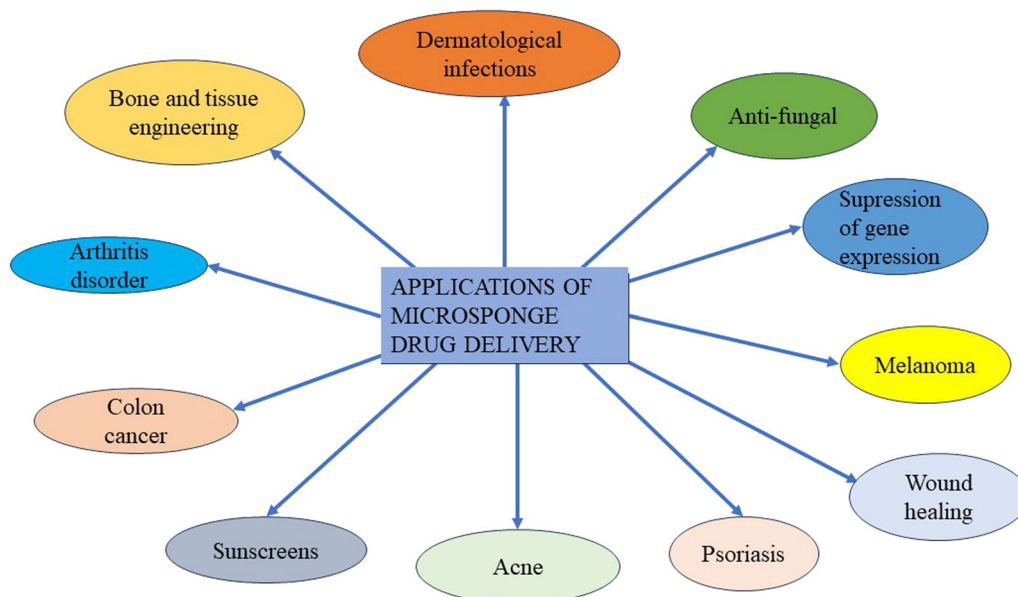 Dermatological
infections
Bone and tissue
engineering
Anti-fungal
Supression
of gene
expression
Arthritis
disorder
APPLICATIONS OF
MICROSPONGE
DRUG DELIVERY
Melanoma
Colon
cancer
Wound
healing
Sunscreens
Acne
Psoriasis